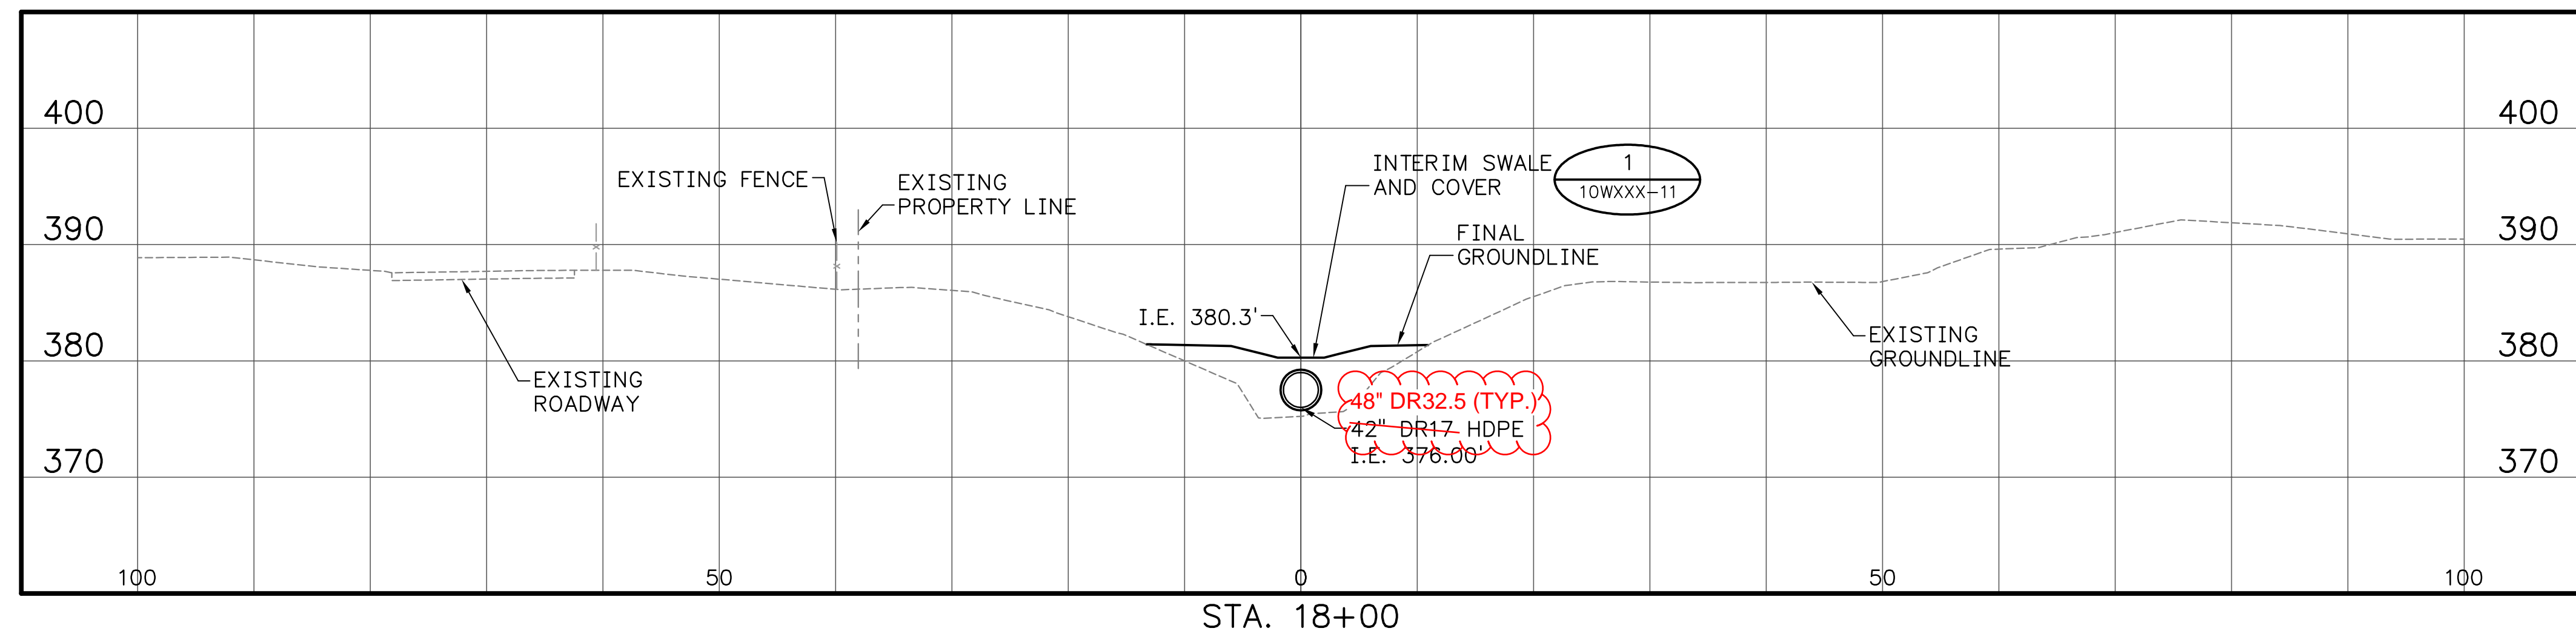 400
400
INTERIM SWALE
AND COVER
1
10WXXX-11
EXISTING FENCE
EXISTING
PROPERTY LINE
390
390
FINAL
GROUNDLINE
I.E. 380.3'
380
380
EXISTING
GROUNDLINE
EXISTING
ROADWAY
48" DR32.5 (TYP.)
42" DR17 HDPE
I.E. 376.00'
370
370
100
50
0
50
100
STA. 18+00